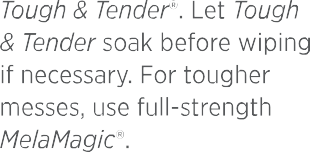 Tough & Tender®. Let Tough
& Tender soak before wiping
if necessary. For tougher
messes, use full-strength
MelaMagic®.